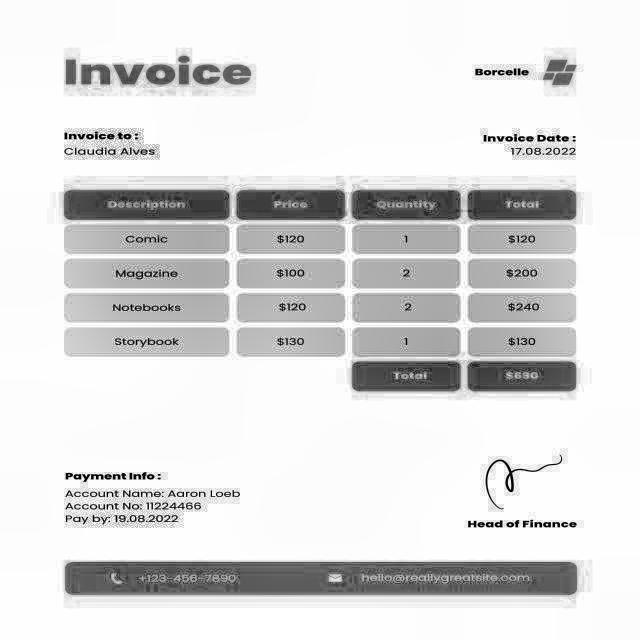 Invoice
Borcelle
Invoice to :
Claudia Alves
Invoice Date :
17.08.2022
Description Price Quantity Total
Comic $120 1 $120
Magazine $100 2 $200
Notebooks $120 2 $240
Storybook $130 1 $130
Total $690
Payment Info :
Account Name: Aaron Loeb
Account No: 11224466
Pay by: 19.08.2022
Head of Finance
+123-456-7890
hello@reallygreatsite.com